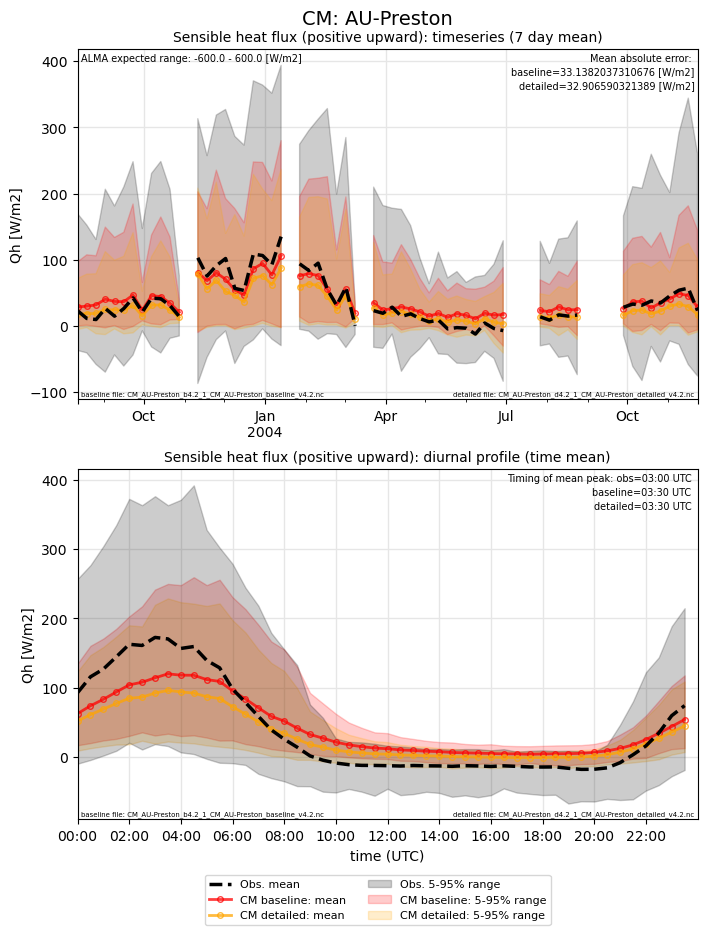 CM: AU-Preston
Sensible heat flux (positive upward): timeseries (7 day mean)
ALMA expected range: -600.0 - 600.0 [W/m2]
Mean absolute error:
baseline=33.1382037310676 [W/m2]
detailed=32.906590321389 [W/m2]
Qh [W/m2]
400
300
200
100
0
−100
baseline file: CM_AU-Preston_b4.2_1_CM_AU-Preston_baseline_v4.2.nc
detailed file: CM_AU-Preston_d4.2_1_CM_AU-Preston_detailed_v4.2.nc
Oct
Jan
2004
Apr
Jul
Oct
Sensible heat flux (positive upward): diurnal profile (time mean)
Timing of mean peak: obs=03:00 UTC
baseline=03:30 UTC
detailed=03:30 UTC
Qh [W/m2]
400
300
200
100
0
baseline file: CM_AU-Preston_b4.2_1_CM_AU-Preston_baseline_v4.2.nc
detailed file: CM_AU-Preston_d4.2_1_CM_AU-Preston_detailed_v4.2.nc
00:00 02:00 04:00 06:00 08:00 10:00 12:00 14:00 16:00 18:00 20:00 22:00
time (UTC)
Obs. mean
CM baseline: mean
CM detailed: mean
Obs. 5-95% range
CM baseline: 5-95% range
CM detailed: 5-95% range